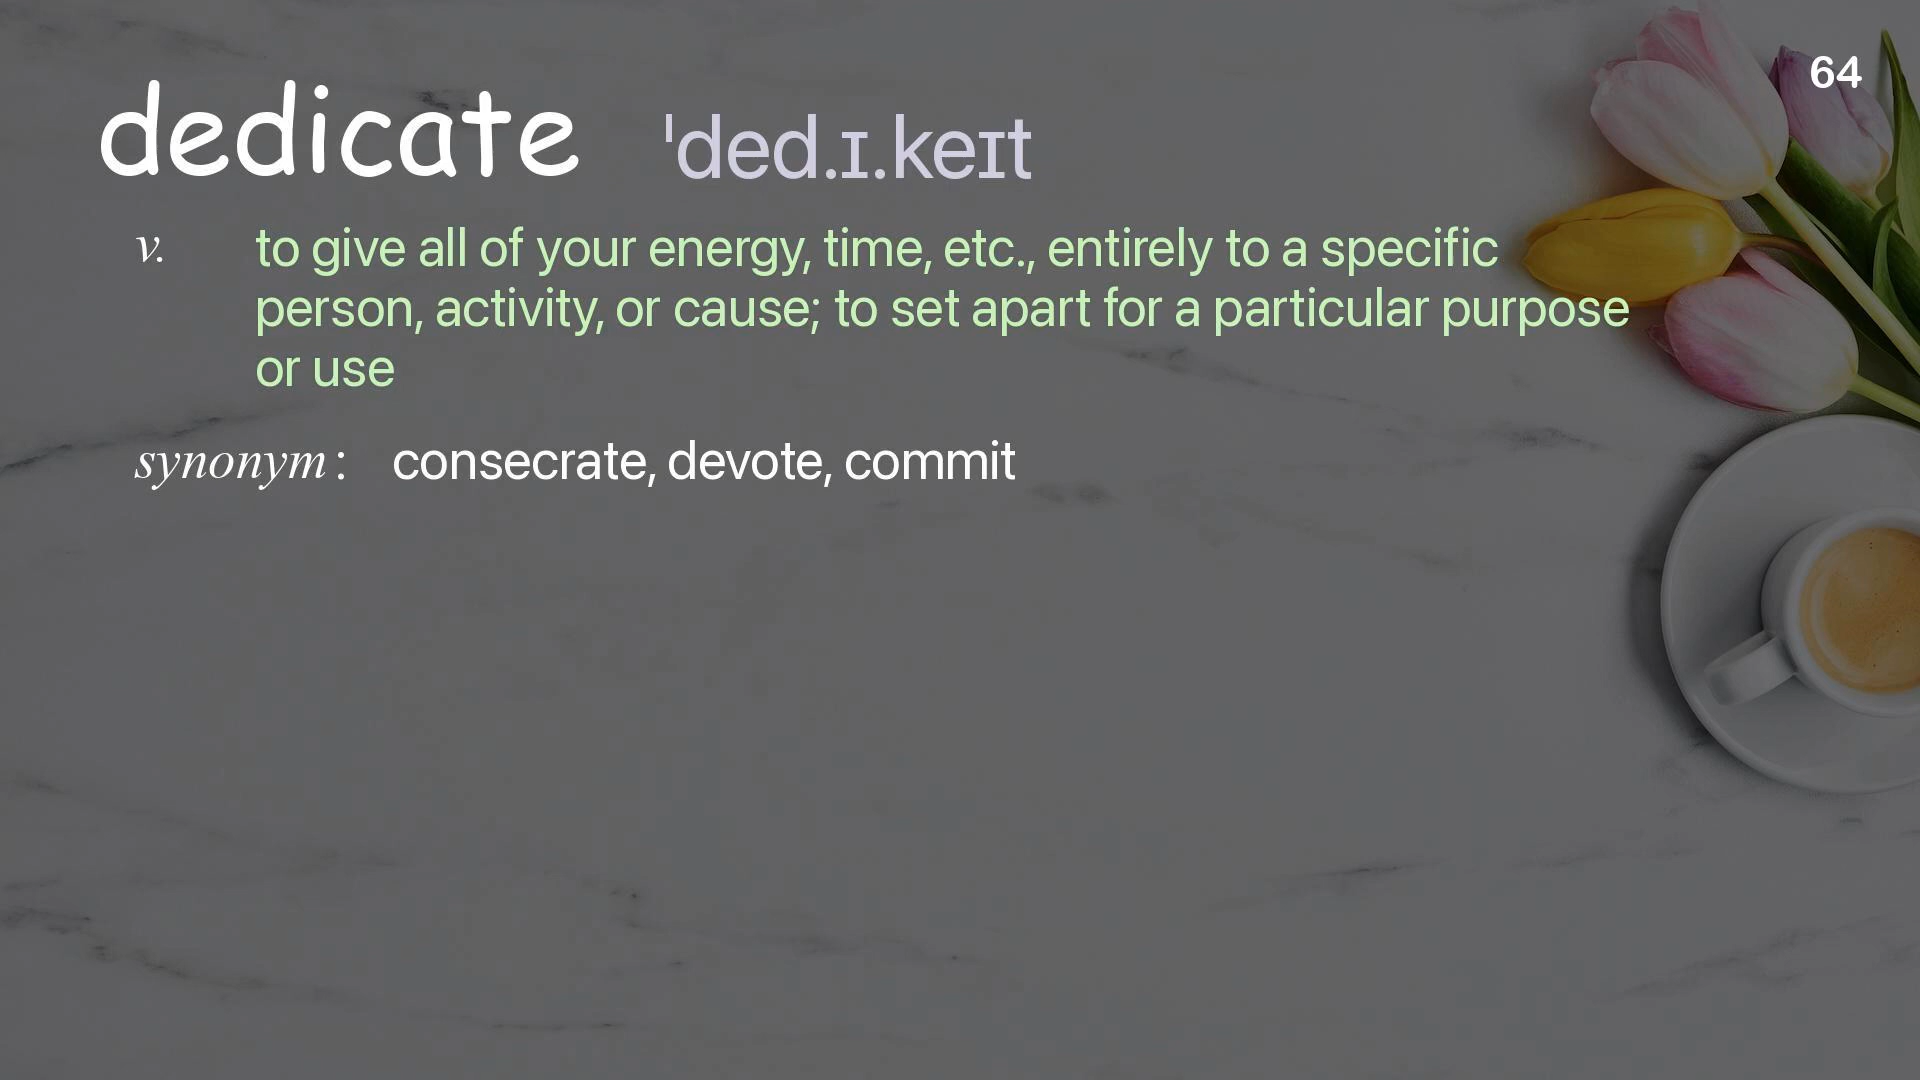 64
dedicate ˈded.ɪ.keɪt
v. to give all of your energy, time, etc., entirely to a specific
person, activity, or cause; to set apart for a particular purpose
or use
synonym : consecrate, devote, commit